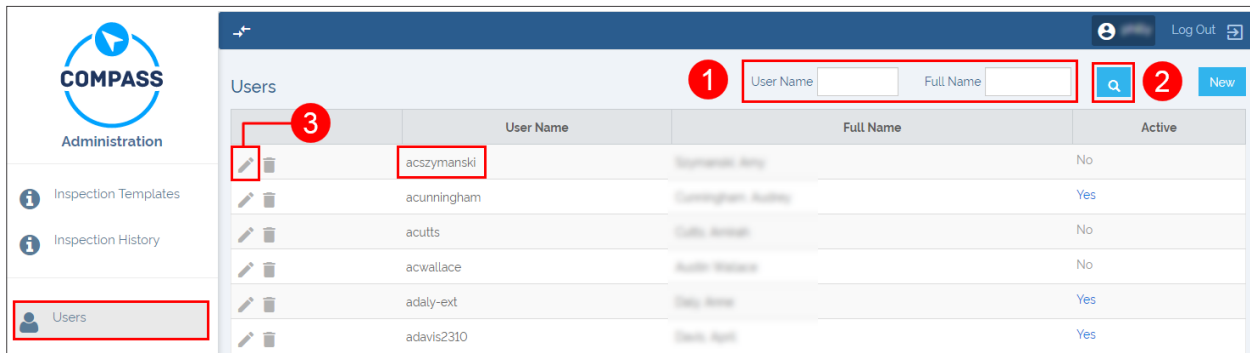 COMPASS
Administration
Inspection Templates
Inspection History
Users
Log Out
Users
1
User Name
Full Name
2
New
3
User Name
Full Name
Active
acszymanski
No
acunningham
Yes
acutts
No
acwallace
No
adaly-ext
Yes
adavis2310
Yes